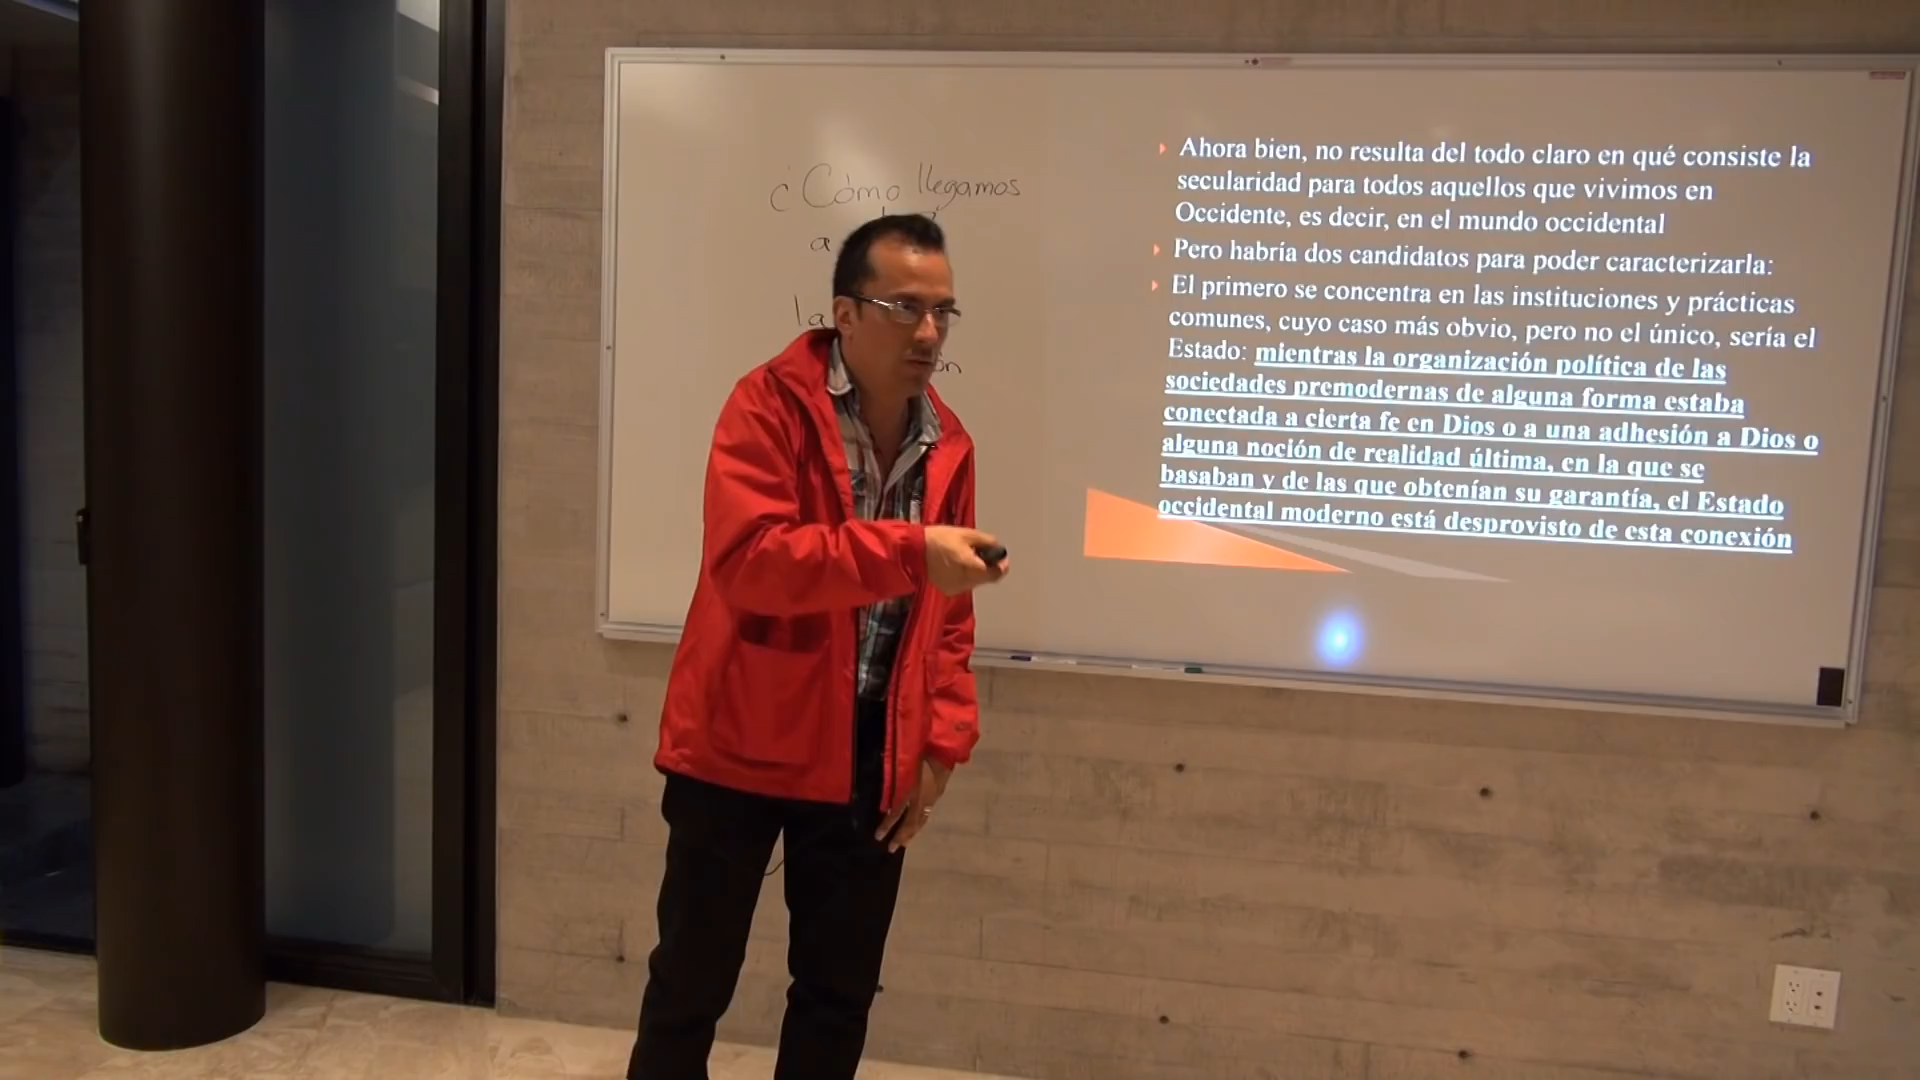 ¿Cómo llegamos
a
la
ón
Ahora bien, no resulta del todo claro en qué consiste la
secularidad para todos aquellos que vivimos en
Occidente, es decir, en el mundo occidental
Pero habría dos candidatos para poder caracterizarla:
El primero se concentra en las instituciones y prácticas
comunes, cuyo caso más obvio, pero no el único, sería el
Estado: mientras la organización política de las
sociedades premodernas de alguna forma estaba
conectada a cierta fe en Dios o a una adhesión a Dios o
alguna noción de realidad última, en la que se
basaban y de las que obtenían su garantía, el Estado
occidental moderno está desprovisto de esta conexión